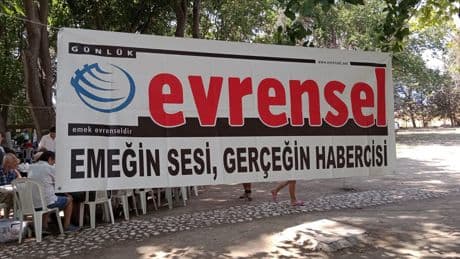 GÜNLÜK
www.evrensel.net
evrensel
emek evrenseldir
EMEĞİN SESİ, GERÇEĞİN HABERCİSİ